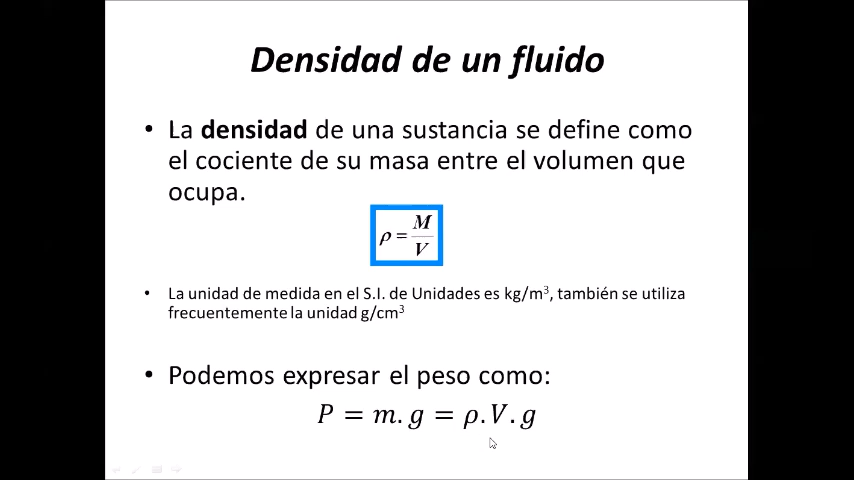 Densidad de un fluido
• La densidad de una sustancia se define como
el cociente de su masa entre el volumen que
ocupa.
ρ = M/V
• La unidad de medida en el S.I. de Unidades es kg/m³, también se utiliza
frecuentemente la unidad g/cm³
• Podemos expresar el peso como:
P = m. g = ρ. V. g